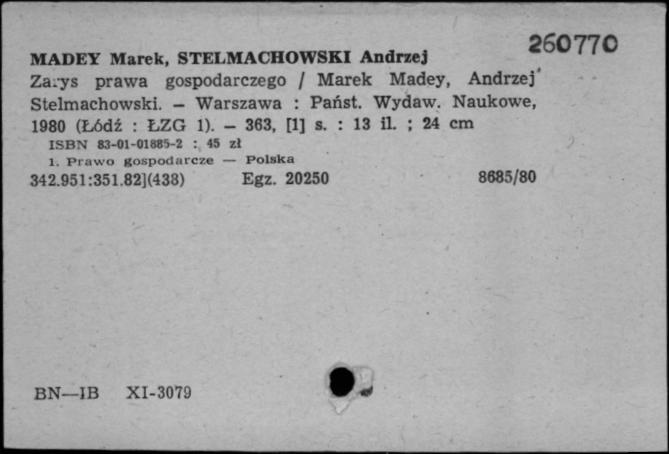 260770
MADEY Marek, STELMACHOWSKI Andrzej
Zarys prawa gospodarczego / Marek Madey, Andrzej
Stelmachowski. — Warszawa : Państ. Wydaw. Naukowe,
1980 (Łódź : ŁZG 1). — 363, [1] s. : 13 il. ; 24 cm
ISBN 83-01-01885-2 : 45 zł
1. Prawo gospodarcze — Polska
342.951:351.82](438) Egz. 20250 8685/80
BN—IB XI-3079